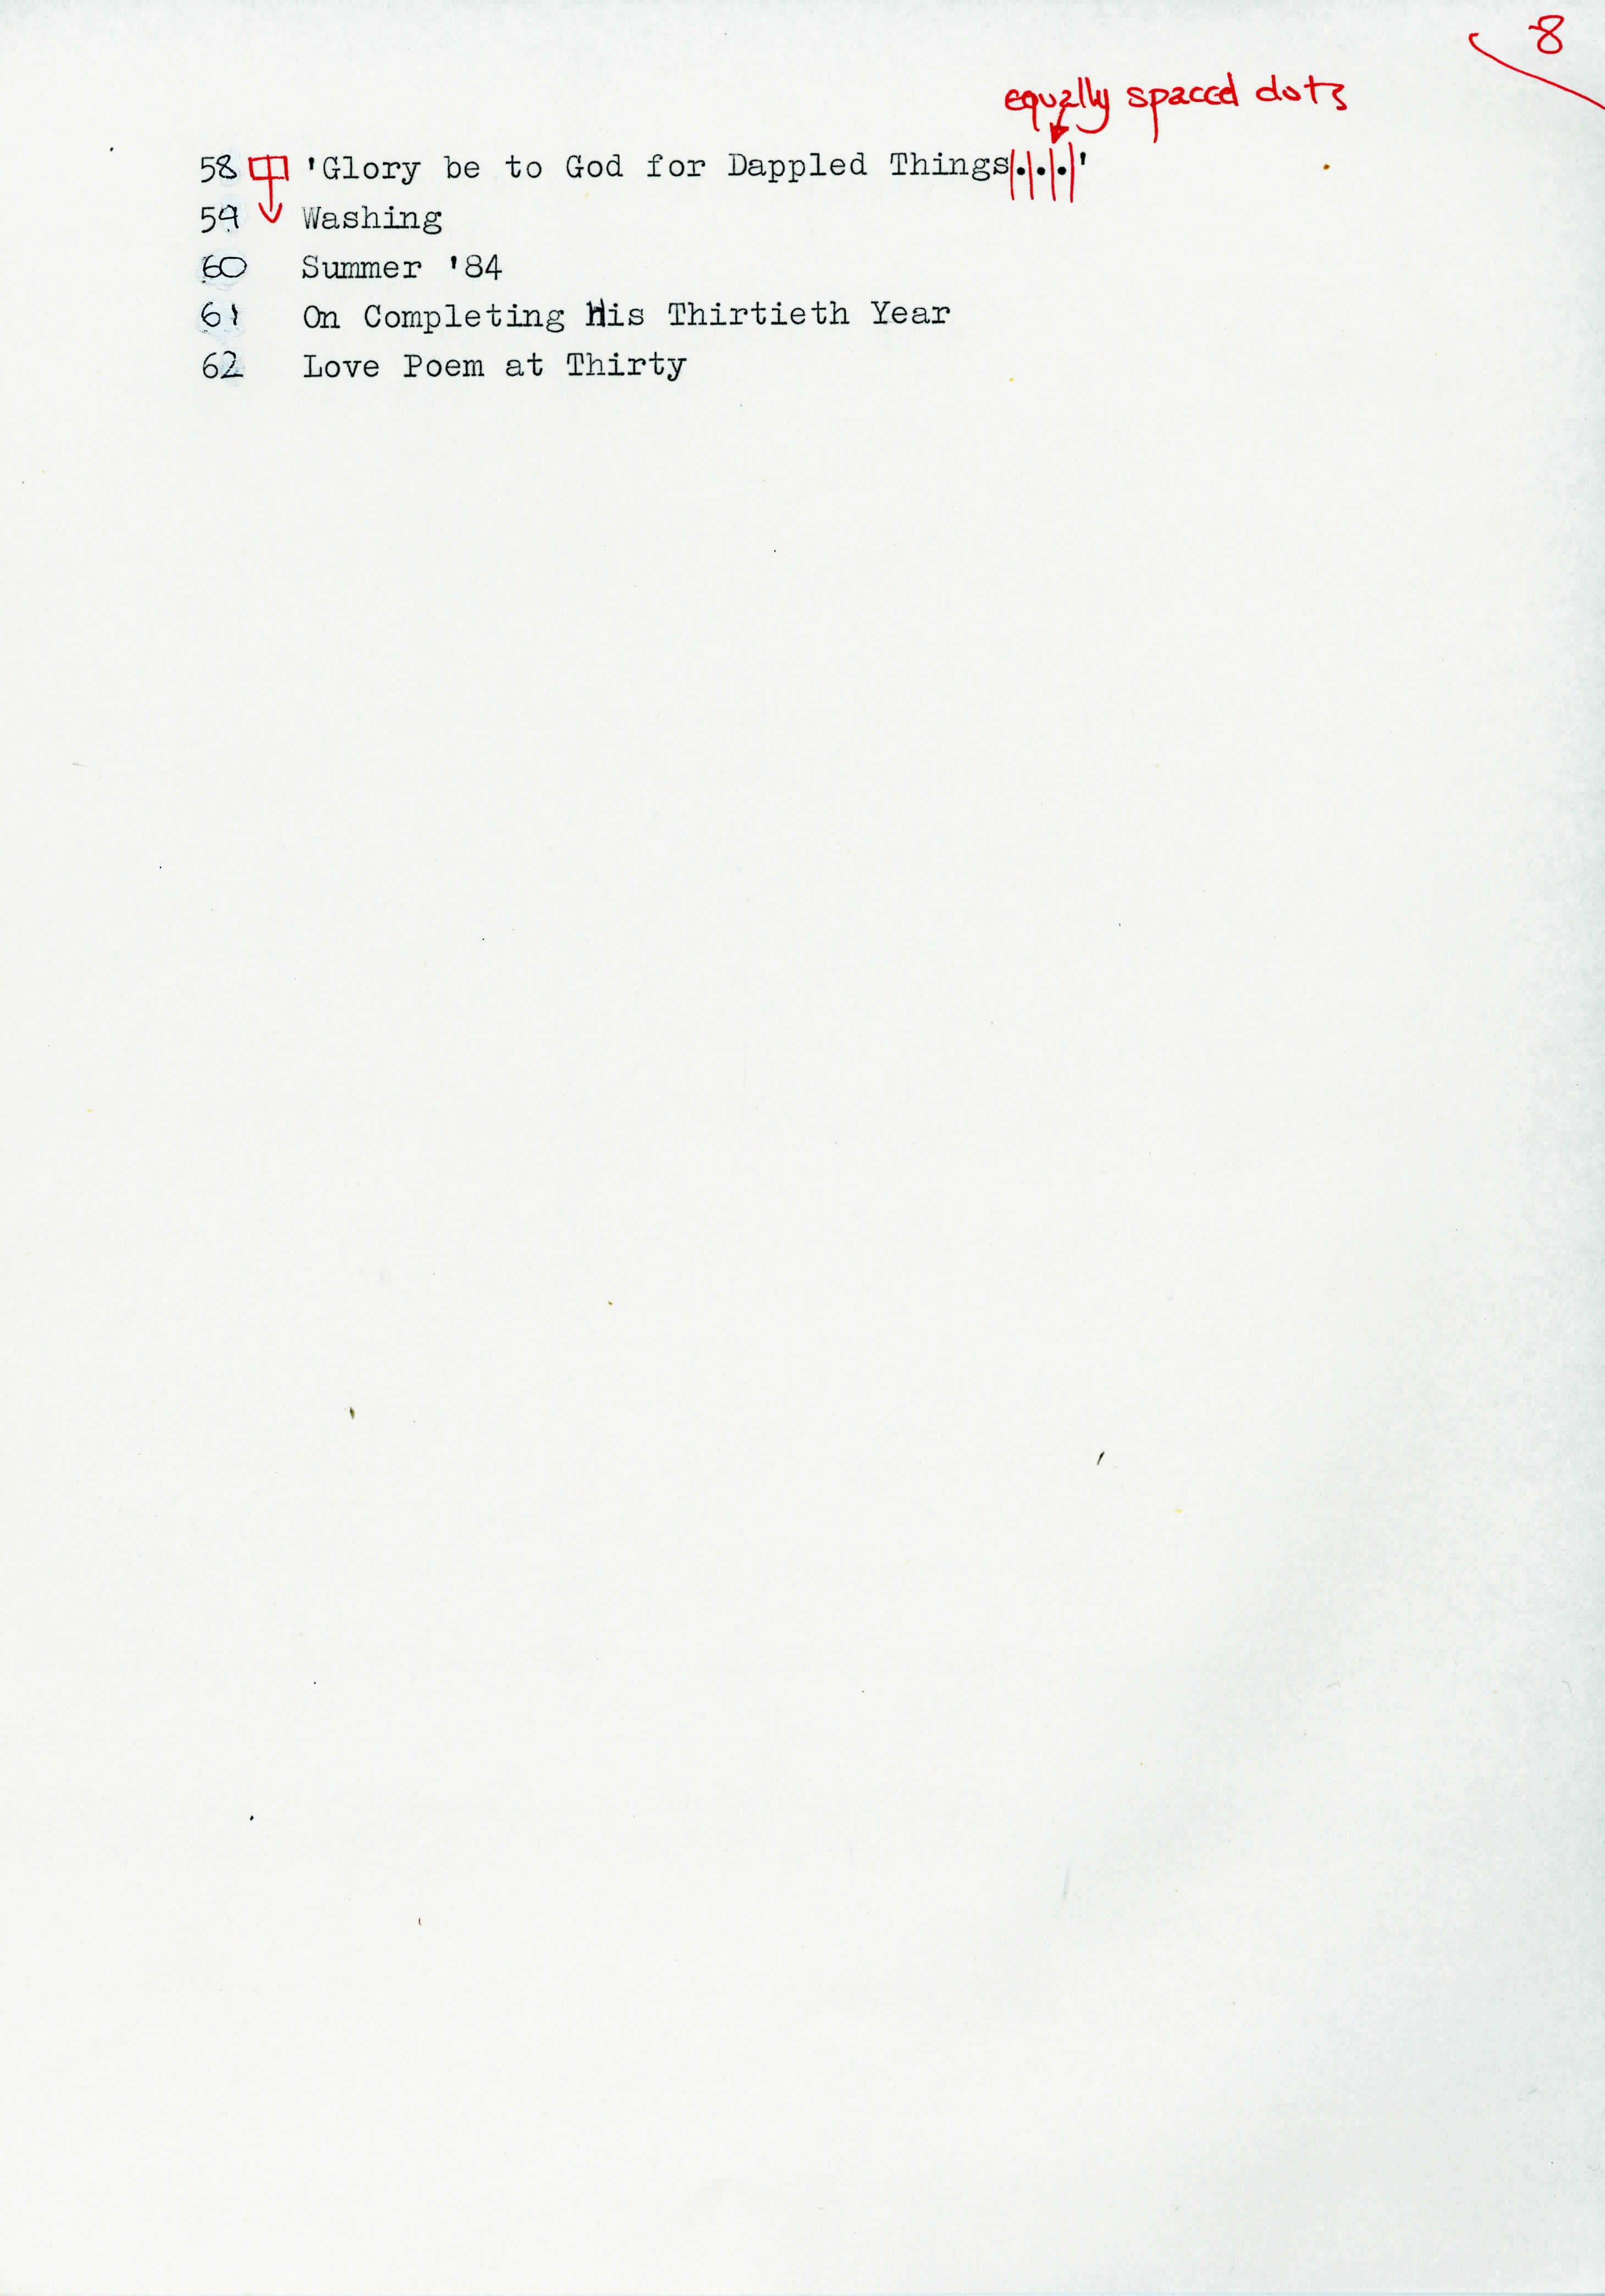 8
equally spaced dots
58 'Glory be to God for Dappled Things...'
59 Washing
60 Summer '84
61 On Completing His Thirtieth Year
62 Love Poem at Thirty